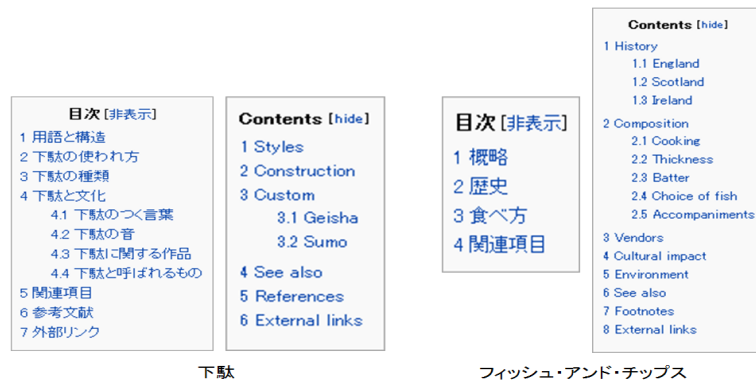 目次 [非表示]
1 用語と構造
2 下駄の使われ方
3 下駄の種類
4 下駄と文化
4.1 下駄のつく言葉
4.2 下駄の音
4.3 下駄に関する作品
4.4 下駄と呼ばれるもの
5 関連項目
6 参考文献
7 外部リンク
Contents [hide]
1 Styles
2 Construction
3 Custom
3.1 Geisha
3.2 Sumo
4 See also
5 References
6 External links
下駄
目次 [非表示]
1 概略
2 歴史
3 食べ方
4 関連項目
Contents [hide]
1 History
1.1 England
1.2 Scotland
1.3 Ireland
2 Composition
2.1 Cooking
2.2 Thickness
2.3 Batter
2.4 Choice of fish
2.5 Accompaniments
3 Vendors
4 Cultural impact
5 Environment
6 See also
7 Footnotes
8 External links
フィッシュ・アンド・チップス